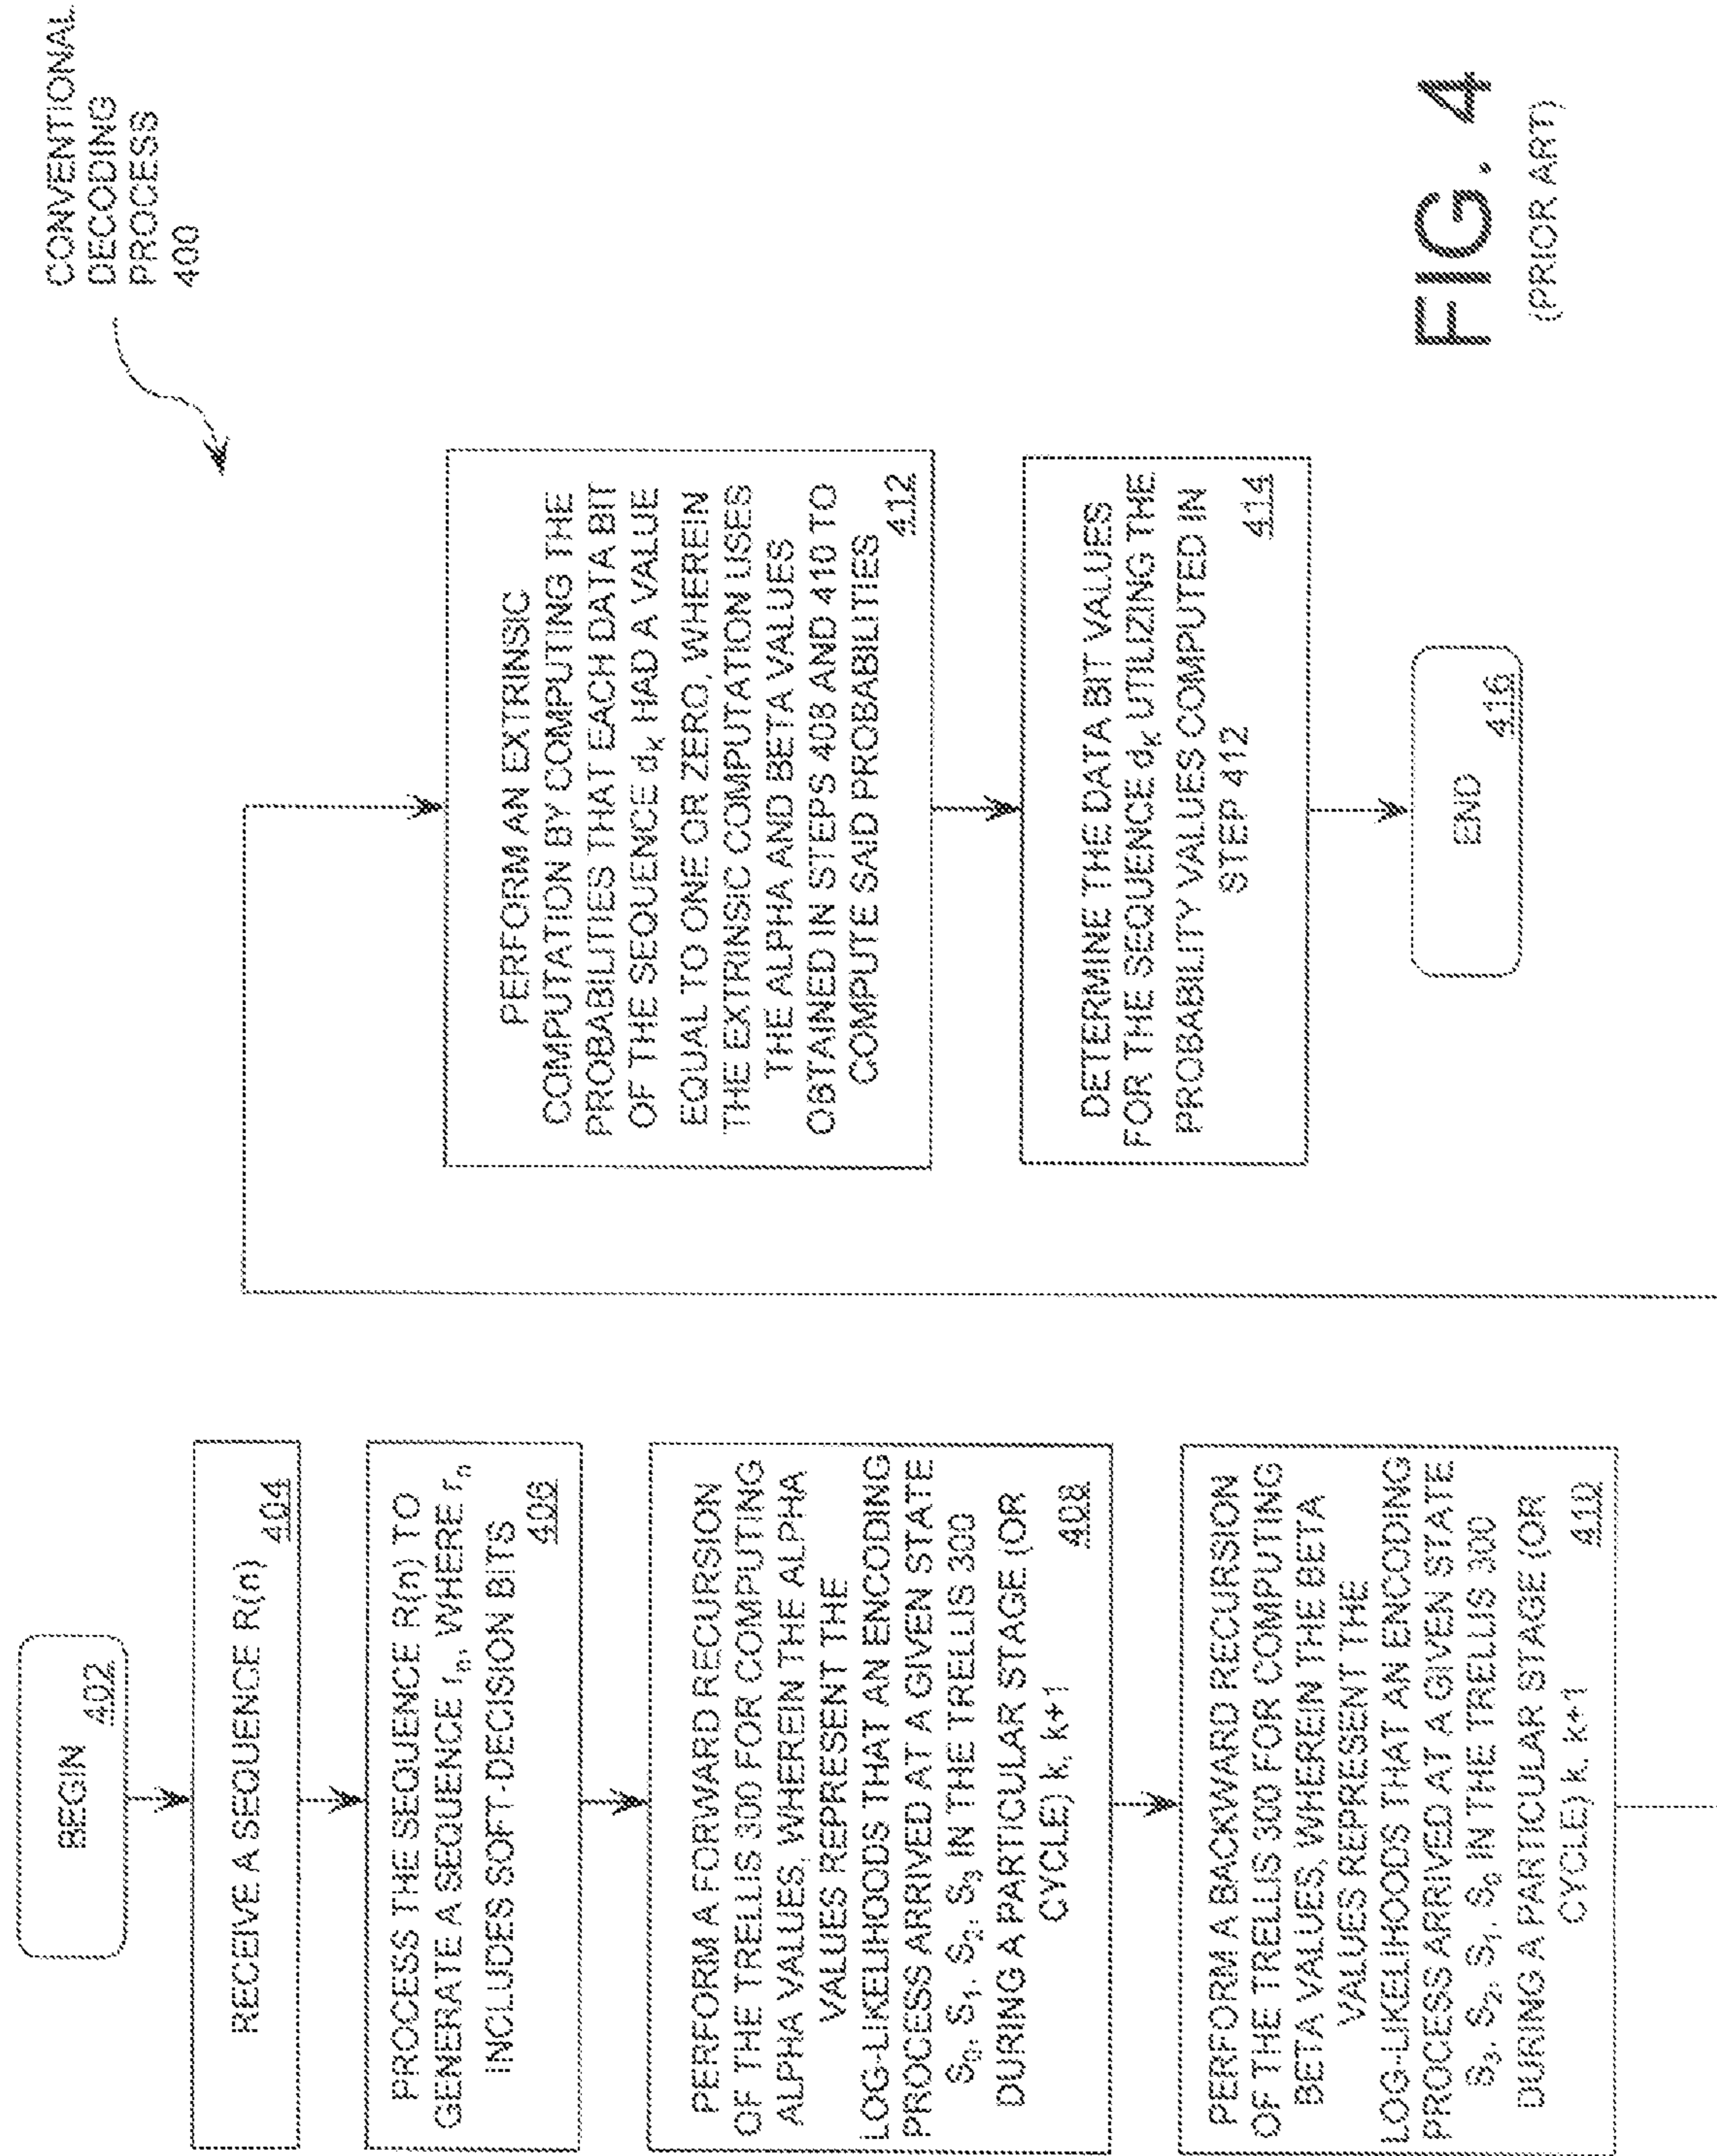 CONVENTIONAL
DECODING
PROCESS
400
BEGIN
402
RECEIVE A SEQUENCE R(n)
404
PROCESS THE SEQUENCE R(n) TO
GENERATE A SEQUENCE rₙ, WHERE rₙ
INCLUDES SOFT-DECISION BITS
406
PERFORM A FORWARD RECURSION
OF THE TRELLIS 300 FOR COMPUTING
ALPHA VALUES, WHEREIN THE ALPHA
VALUES REPRESENT THE
LOG-LIKELIHOODS THAT AN ENCODING
PROCESS ARRIVED AT A GIVEN STATE
S₀, S₁, S₂, S₃ IN THE TRELLIS 300
DURING A PARTICULAR STAGE (OR
CYCLE) k, k+1
408
PERFORM A BACKWARD RECURSION
OF THE TRELLIS 300 FOR COMPUTING
BETA VALUES, WHEREIN THE BETA
VALUES REPRESENT THE
LOG-LIKELIHOODS THAT AN ENCODING
PROCESS ARRIVED AT A GIVEN STATE
S₃, S₂, S₁, S₀ IN THE TRELLIS 300
DURING A PARTICULAR STAGE (OR
CYCLE) k, k+1
410
PERFORM AN EXTRINSIC
COMPUTATION BY COMPUTING THE
PROBABILITIES THAT EACH DATA BIT
OF THE SEQUENCE dₖ HAD A VALUE
EQUAL TO ONE OR ZERO, WHEREIN
THE EXTRINSIC COMPUTATION USES
THE ALPHA AND BETA VALUES
OBTAINED IN STEPS 408 AND 410 TO
COMPUTE SAID PROBABILITIES
412
DETERMINE THE DATA BIT VALUES
FOR THE SEQUENCE dₖ UTILIZING THE
PROBABILITY VALUES COMPUTED IN
STEP 412
414
END
416
FIG. 4
(PRIOR ART)